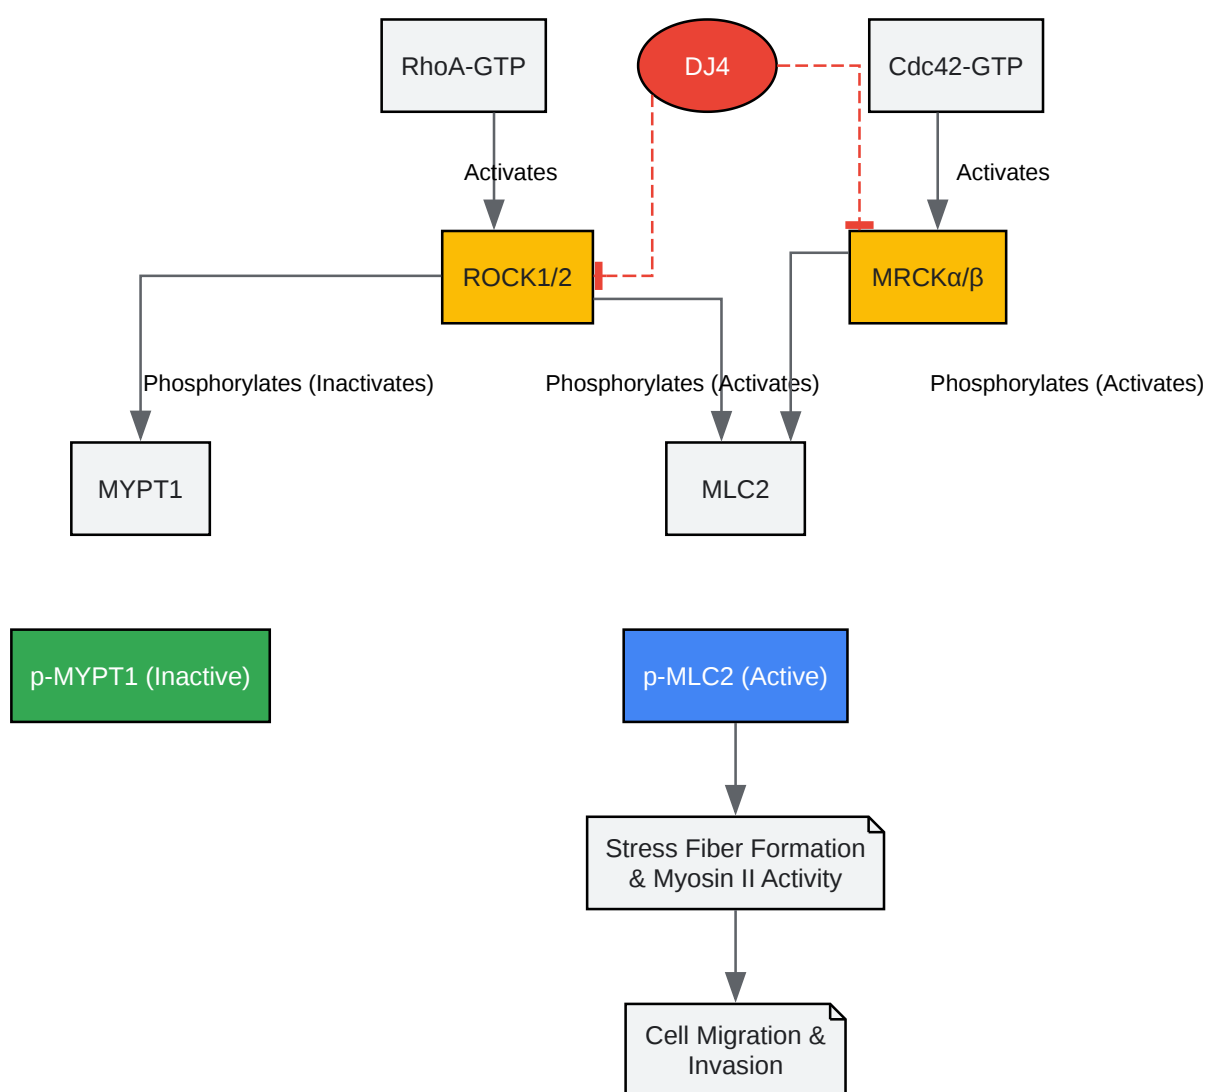 RhoA-GTP
DJ4
Cdc42-GTP
Activates
Activates
ROCK1/2
MRCKα/β
Phosphorylates (Inactivates)
Phosphorylates (Activates)
Phosphorylates (Activates)
MYPT1
MLC2
p-MYPT1 (Inactive)
p-MLC2 (Active)
Stress Fiber Formation
& Myosin II Activity
Cell Migration &
Invasion